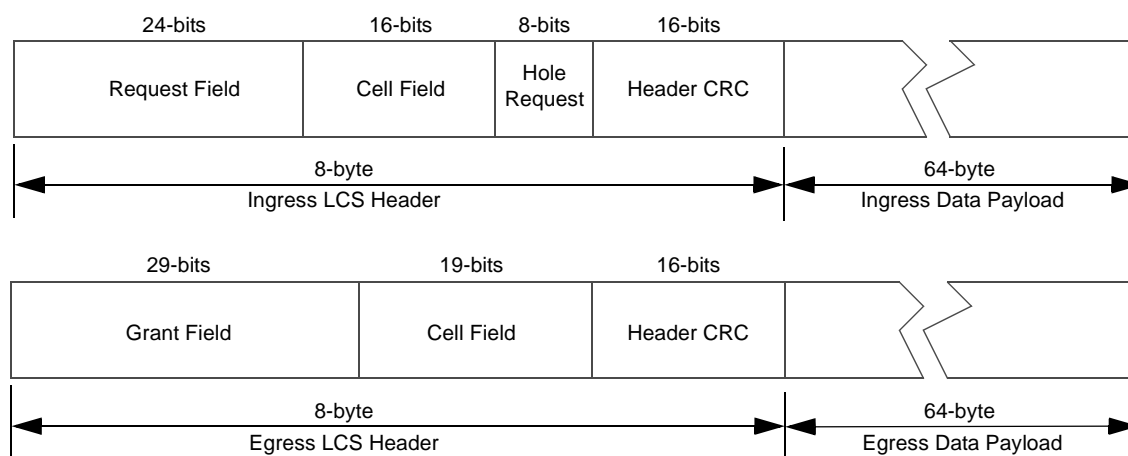 24-bits 16-bits 8-bits 16-bits
Request Field Cell Field Hole Request Header CRC
8-byte 64-byte
Ingress LCS Header Ingress Data Payload
29-bits 19-bits 16-bits
Grant Field Cell Field Header CRC
8-byte 64-byte
Egress LCS Header Egress Data Payload